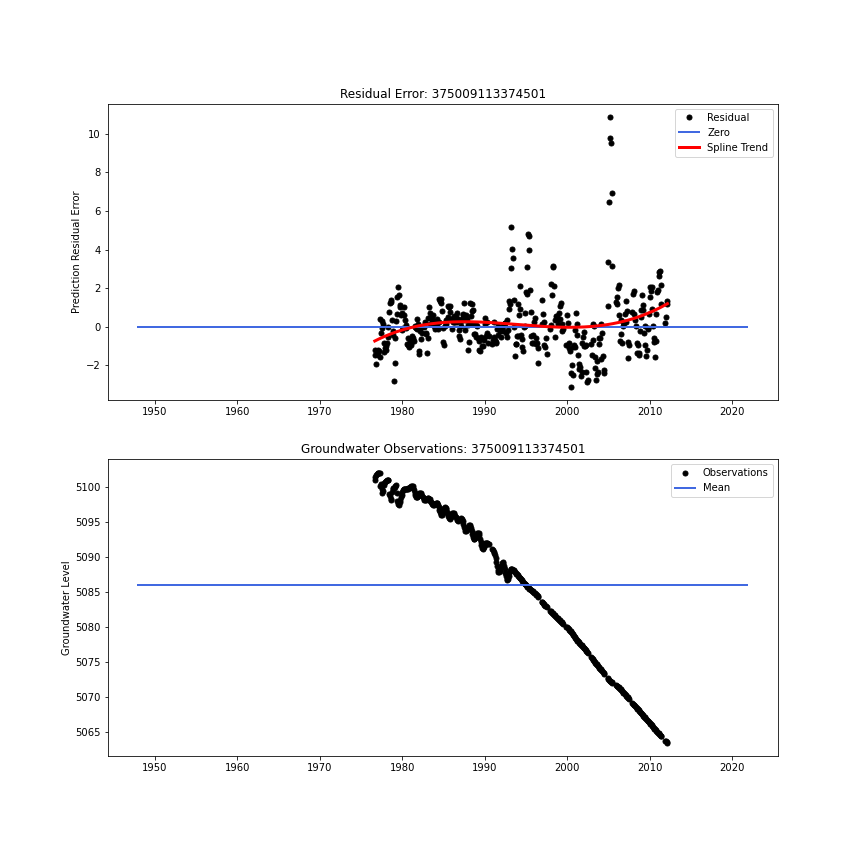 Residual Error: 375009113374501
Prediction Residual Error
10
8
6
4
2
0
−2
Residual
Zero
Spline Trend
1950 1960 1970 1980 1990 2000 2010 2020
Groundwater Observations: 375009113374501
Groundwater Level
5100
5095
5090
5085
5080
5075
5070
5065
Observations
Mean
1950 1960 1970 1980 1990 2000 2010 2020